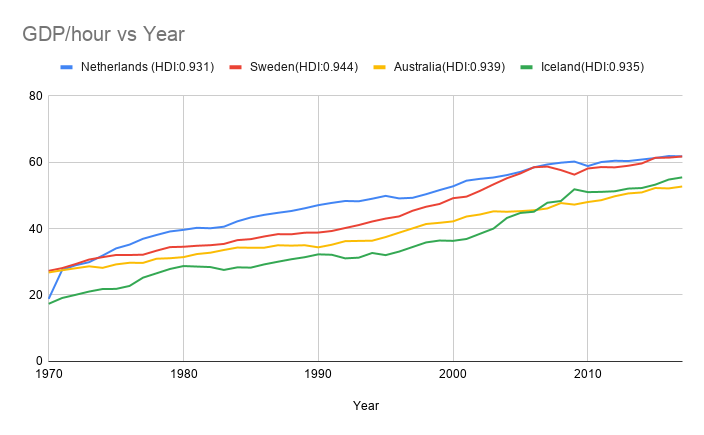 GDP/hour vs Year
Netherlands (HDI:0.931) Sweden(HDI:0.944) Australia(HDI:0.939) Iceland(HDI:0.935)
80
60
40
20
0
1970 1980 1990 2000 2010
Year